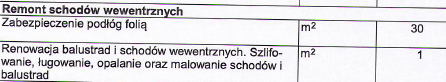 Remont schodów wewentrznych
Zabezpieczenie podłóg folią m² 30
Renowacja balustrad i schodów wewentrznych. Szlifo- m² 1
wanie, ługowanie, opalanie oraz malowanie schodów i
balustrad